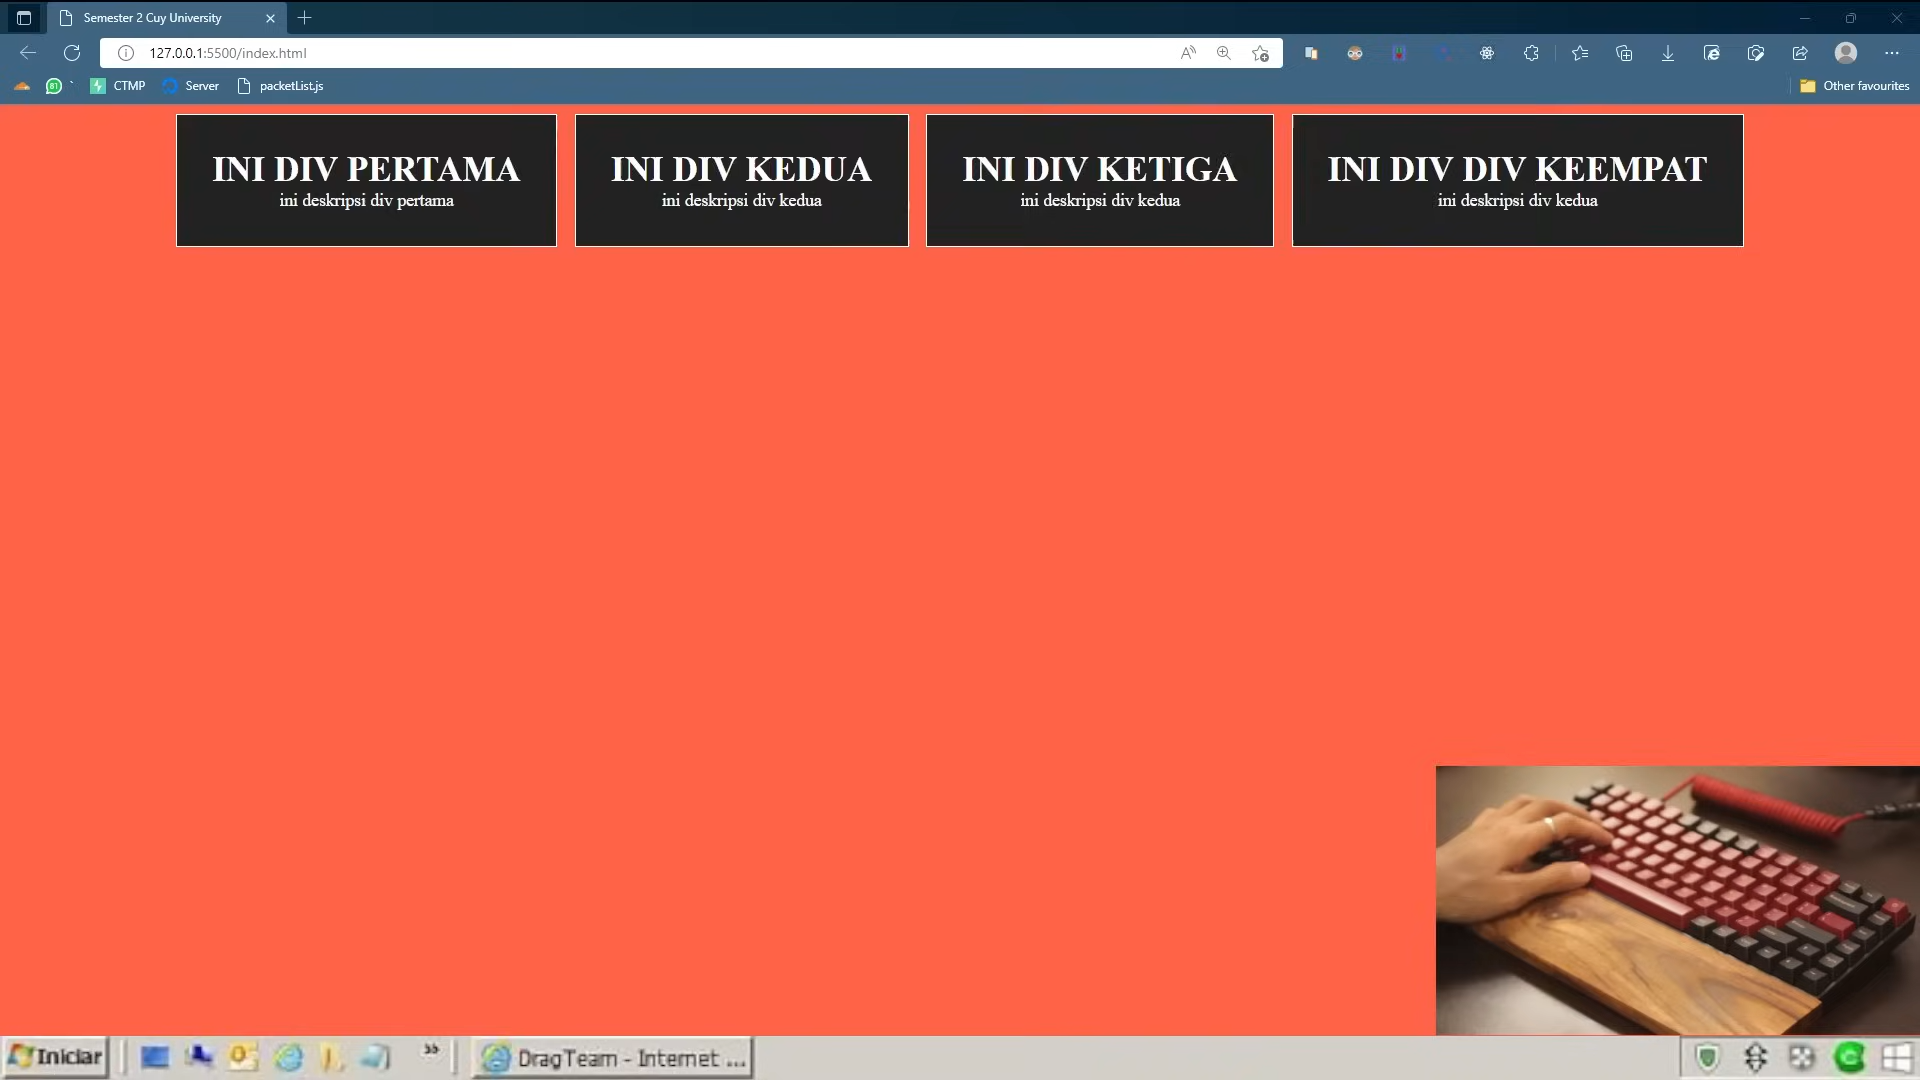 Semester 2 Cuy University
127.0.0.1:5500/index.html
CTMP
Server
packetList.js
Other favourites
INI DIV PERTAMA
ini deskripsi div pertama
INI DIV KEDUA
ini deskripsi div kedua
INI DIV KETIGA
ini deskripsi div kedua
INI DIV DIV KEEMPAT
ini deskripsi div kedua
Iniciar
DragTeam - Internet ...